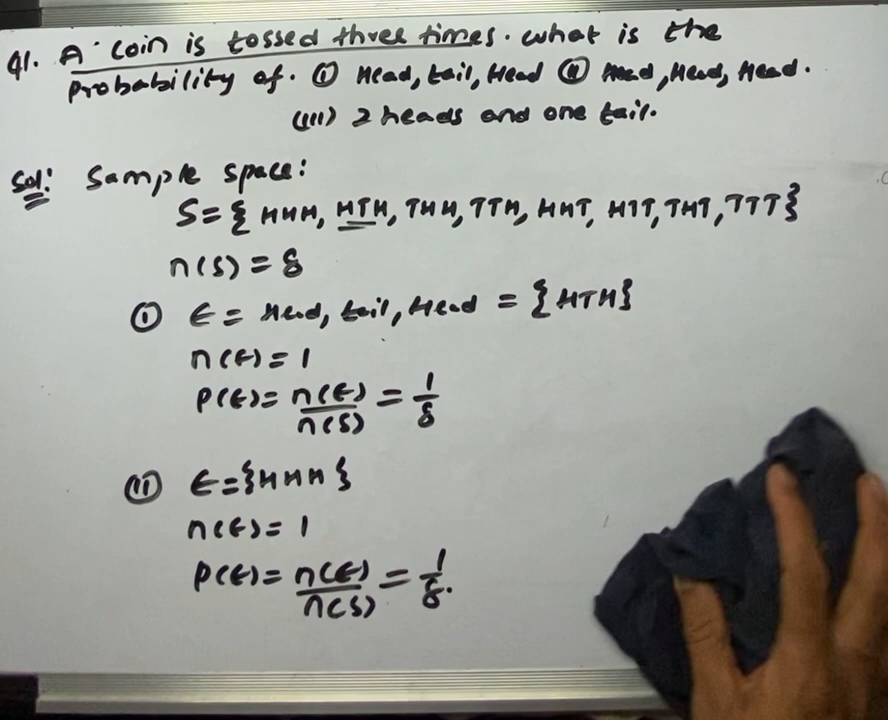 Q1. A coin is tossed three times. what is the
probability of. (i) Head, tail, Head (ii) Head, Head, Head.
(iii) 2 heads and one tail.
Sol: Sample space:
S = { HHH, HTH, THH, TTH, HHT, HTT, THT, TTT }
n(S) = 8
(i) E = Head, tail, Head = { HTH }
n(E) = 1
P(E) = n(E)/n(S) = 1/8
(ii) E = { HHH }
n(E) = 1
P(E) = n(E)/n(S) = 1/8.